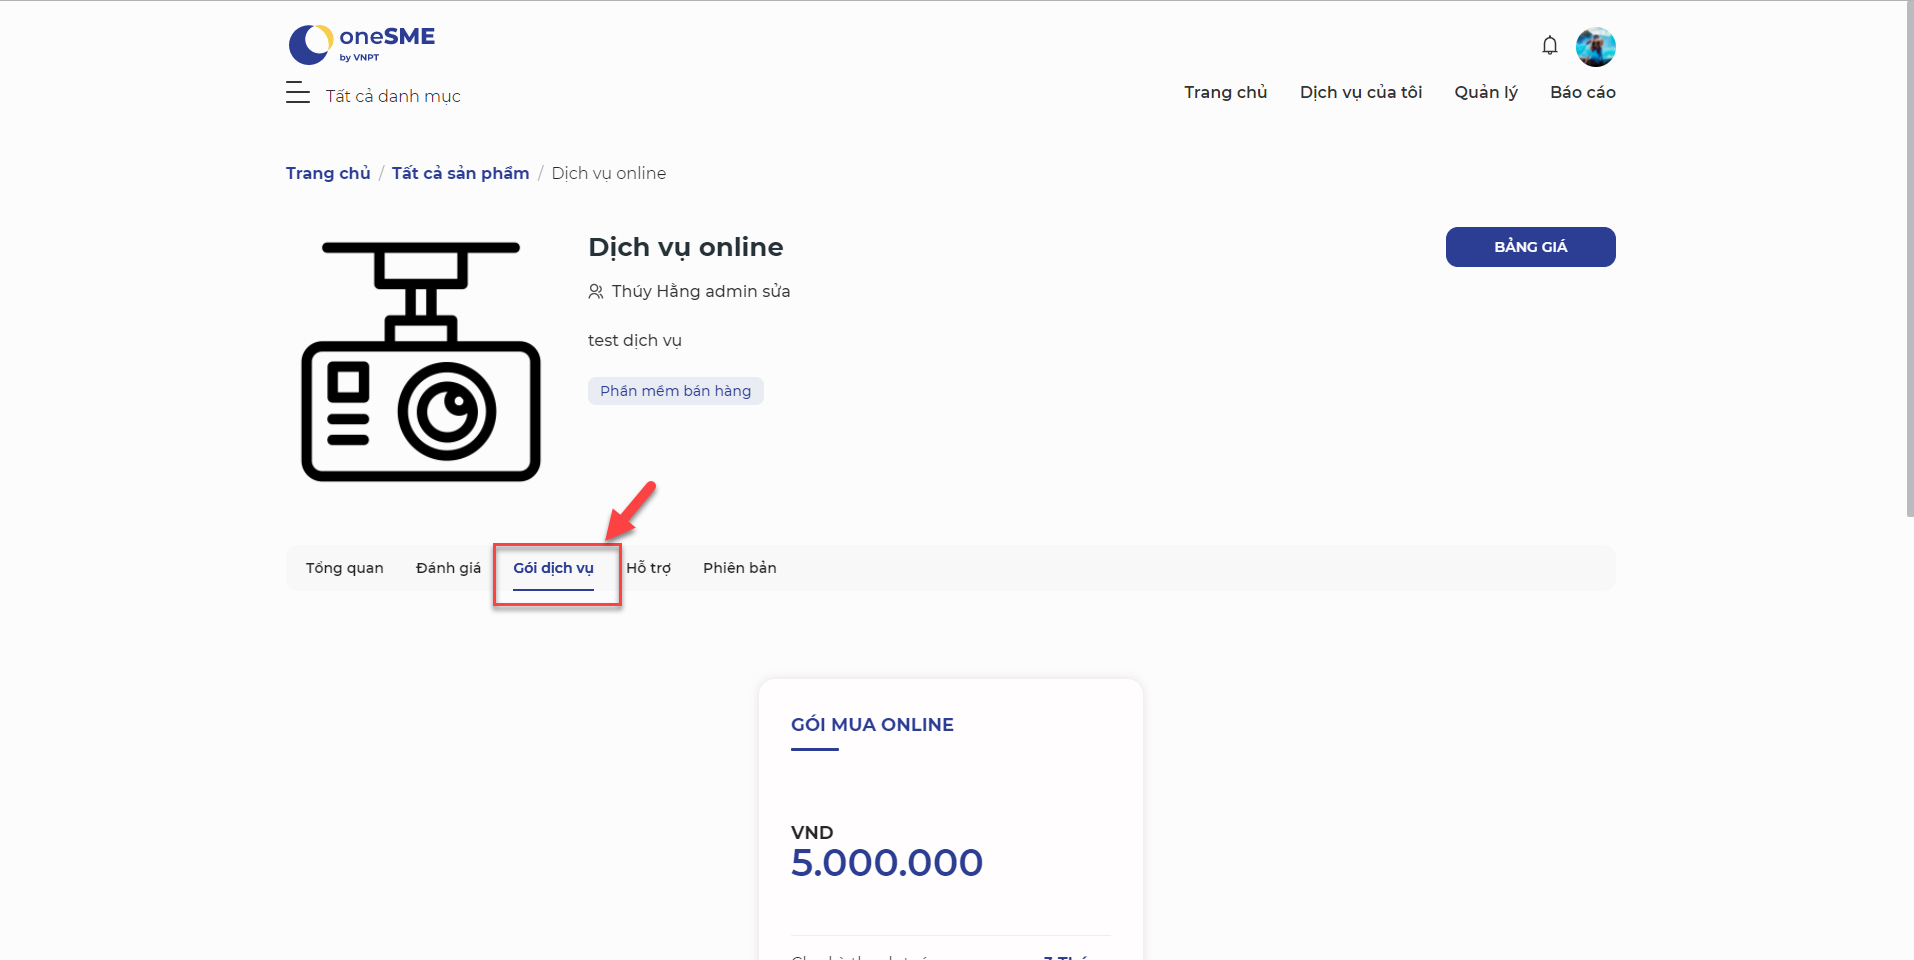 oneSME
by VNPT
Tất cả danh mục
Trang chủ Dịch vụ của tôi Quản lý Báo cáo
Trang chủ / Tất cả sản phẩm / Dịch vụ online
Dịch vụ online
BẢNG GIÁ
Thúy Hằng admin sửa
test dịch vụ
Phần mềm bán hàng
Tổng quan Đánh giá Gói dịch vụ Hỗ trợ Phiên bản
GÓI MUA ONLINE
VND
5.000.000